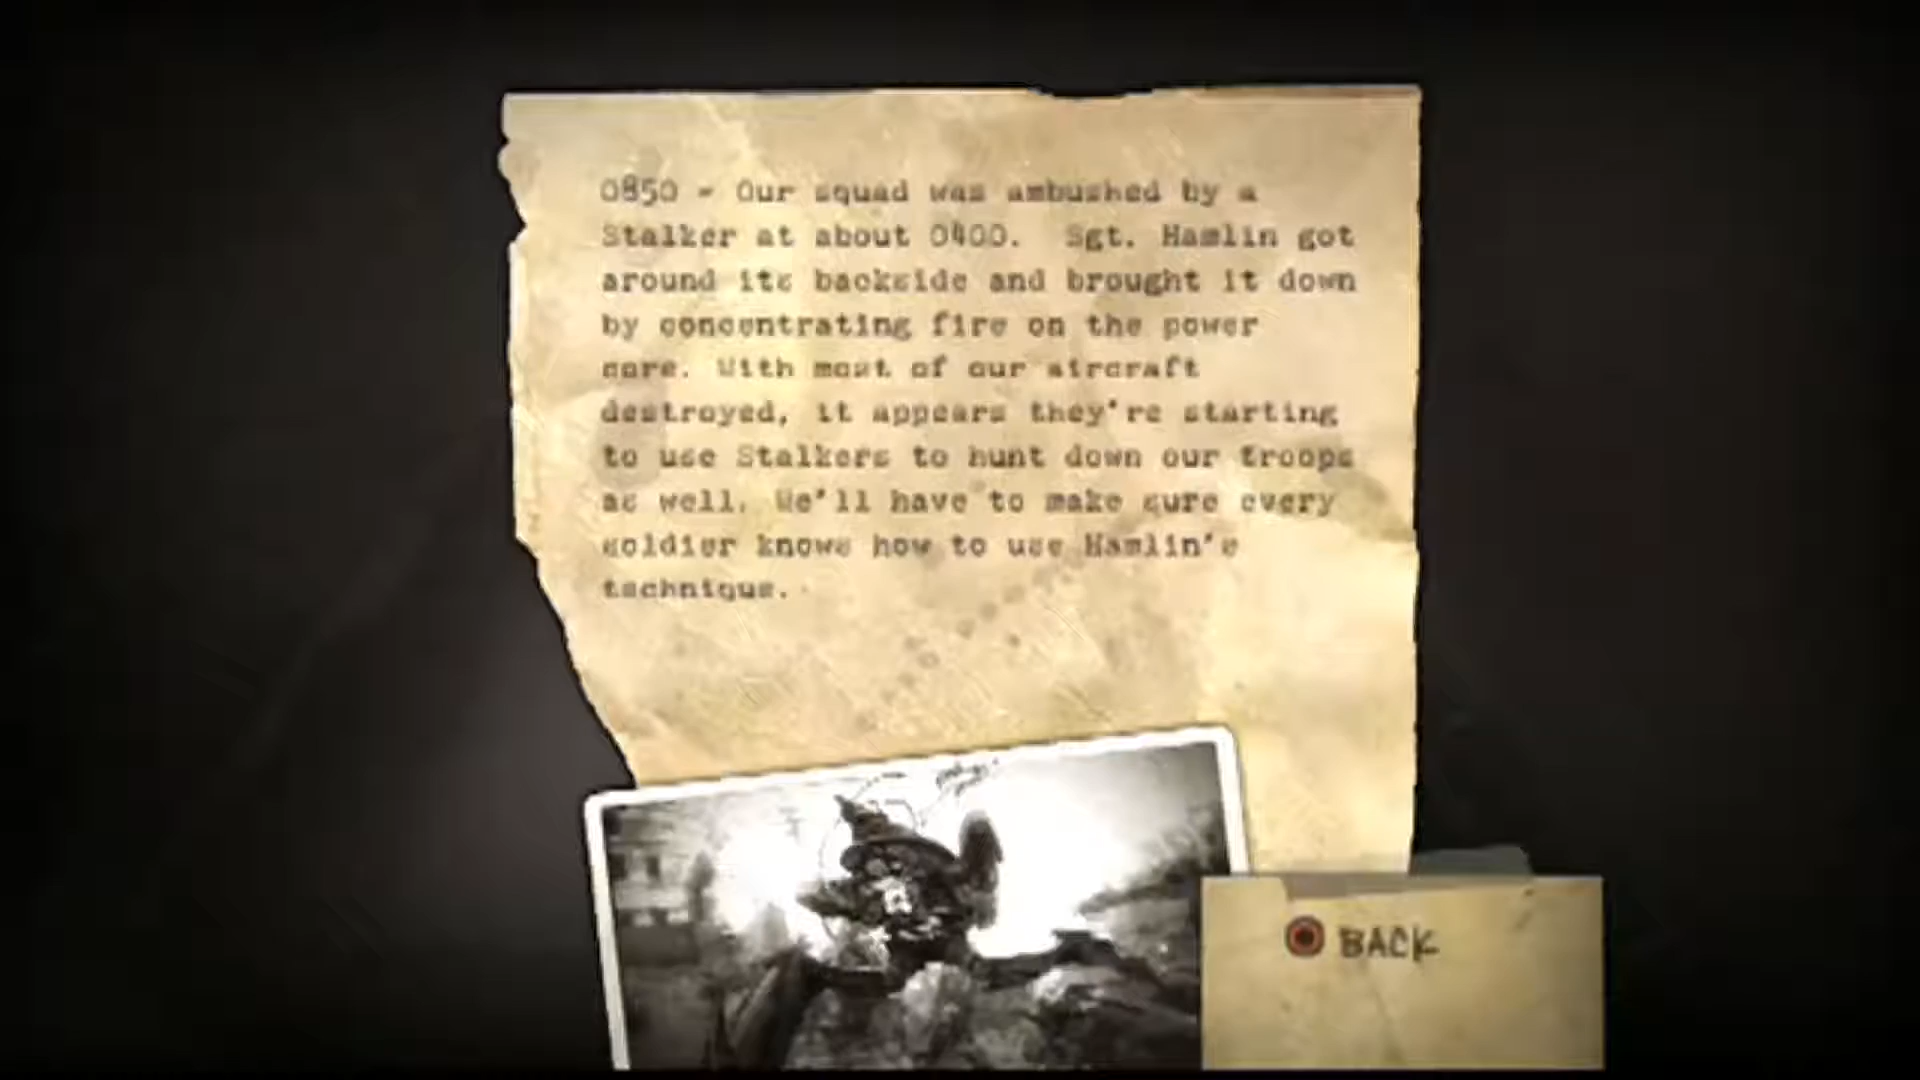 0850 - Our squad was ambushed by a
Stalker at about 0400. Sgt. Hamlin got
around its backside and brought it down
by concentrating fire on the power
core. With most of our aircraft
destroyed, it appears they're starting
to use Stalkers to hunt down our troops
as well. We'll have to make sure every
soldier knows how to use Hamlin's
technique.
BACK